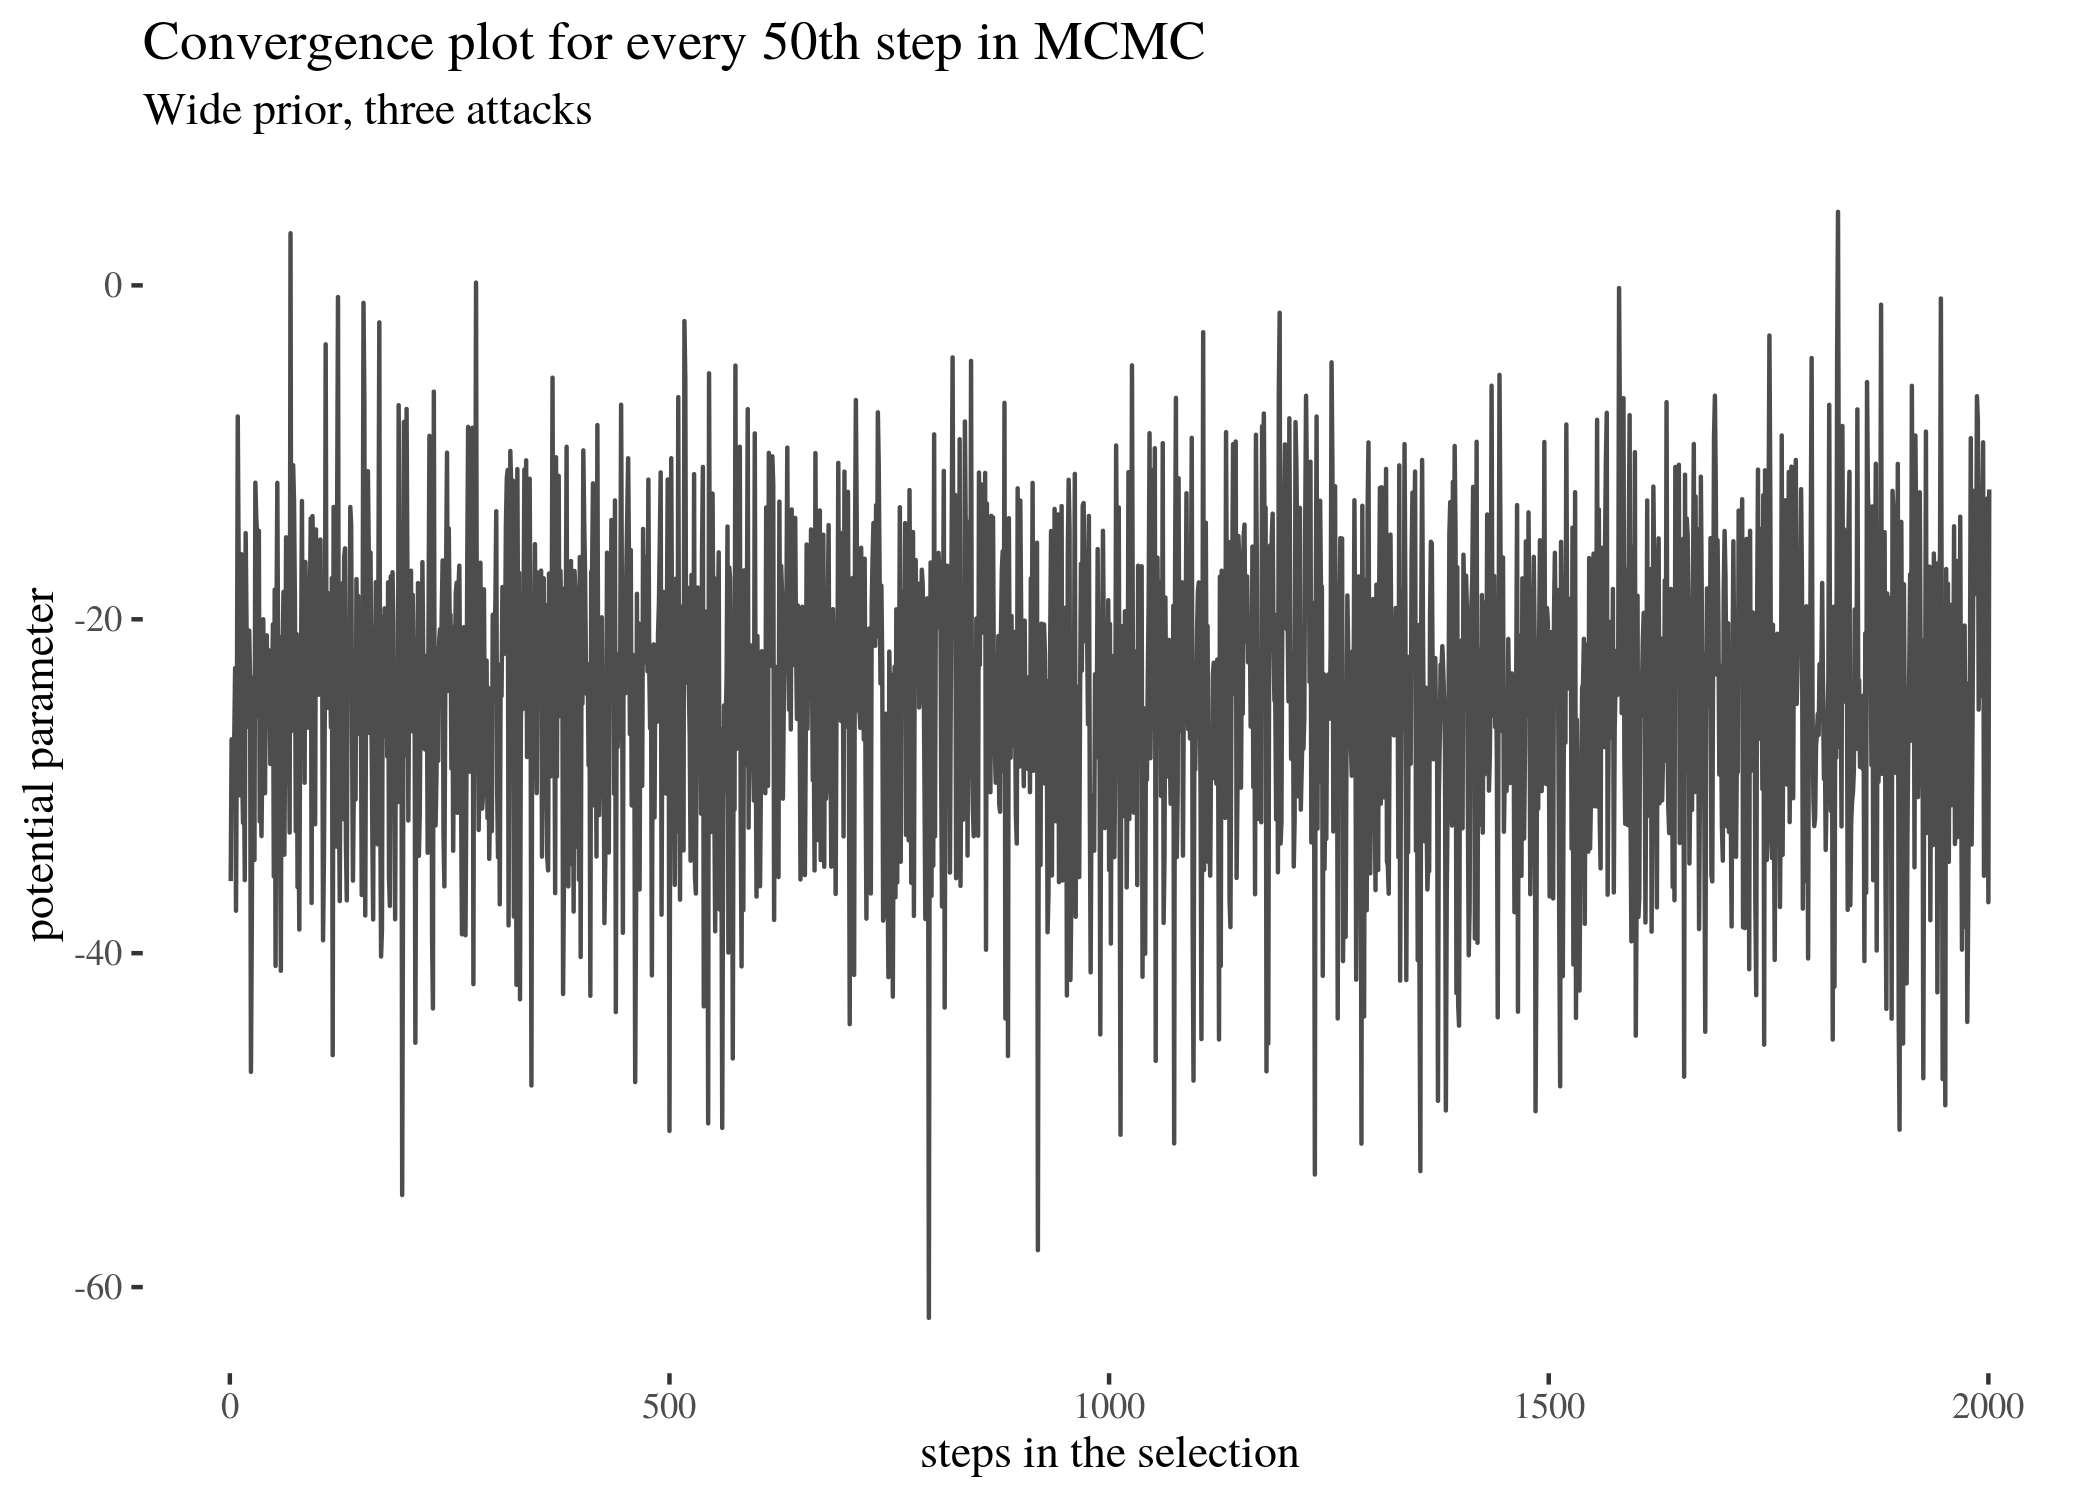 Convergence plot for every 50th step in MCMC
Wide prior, three attacks
potential parameter
0
-20
-40
-60
0 500 1000 1500 2000
steps in the selection